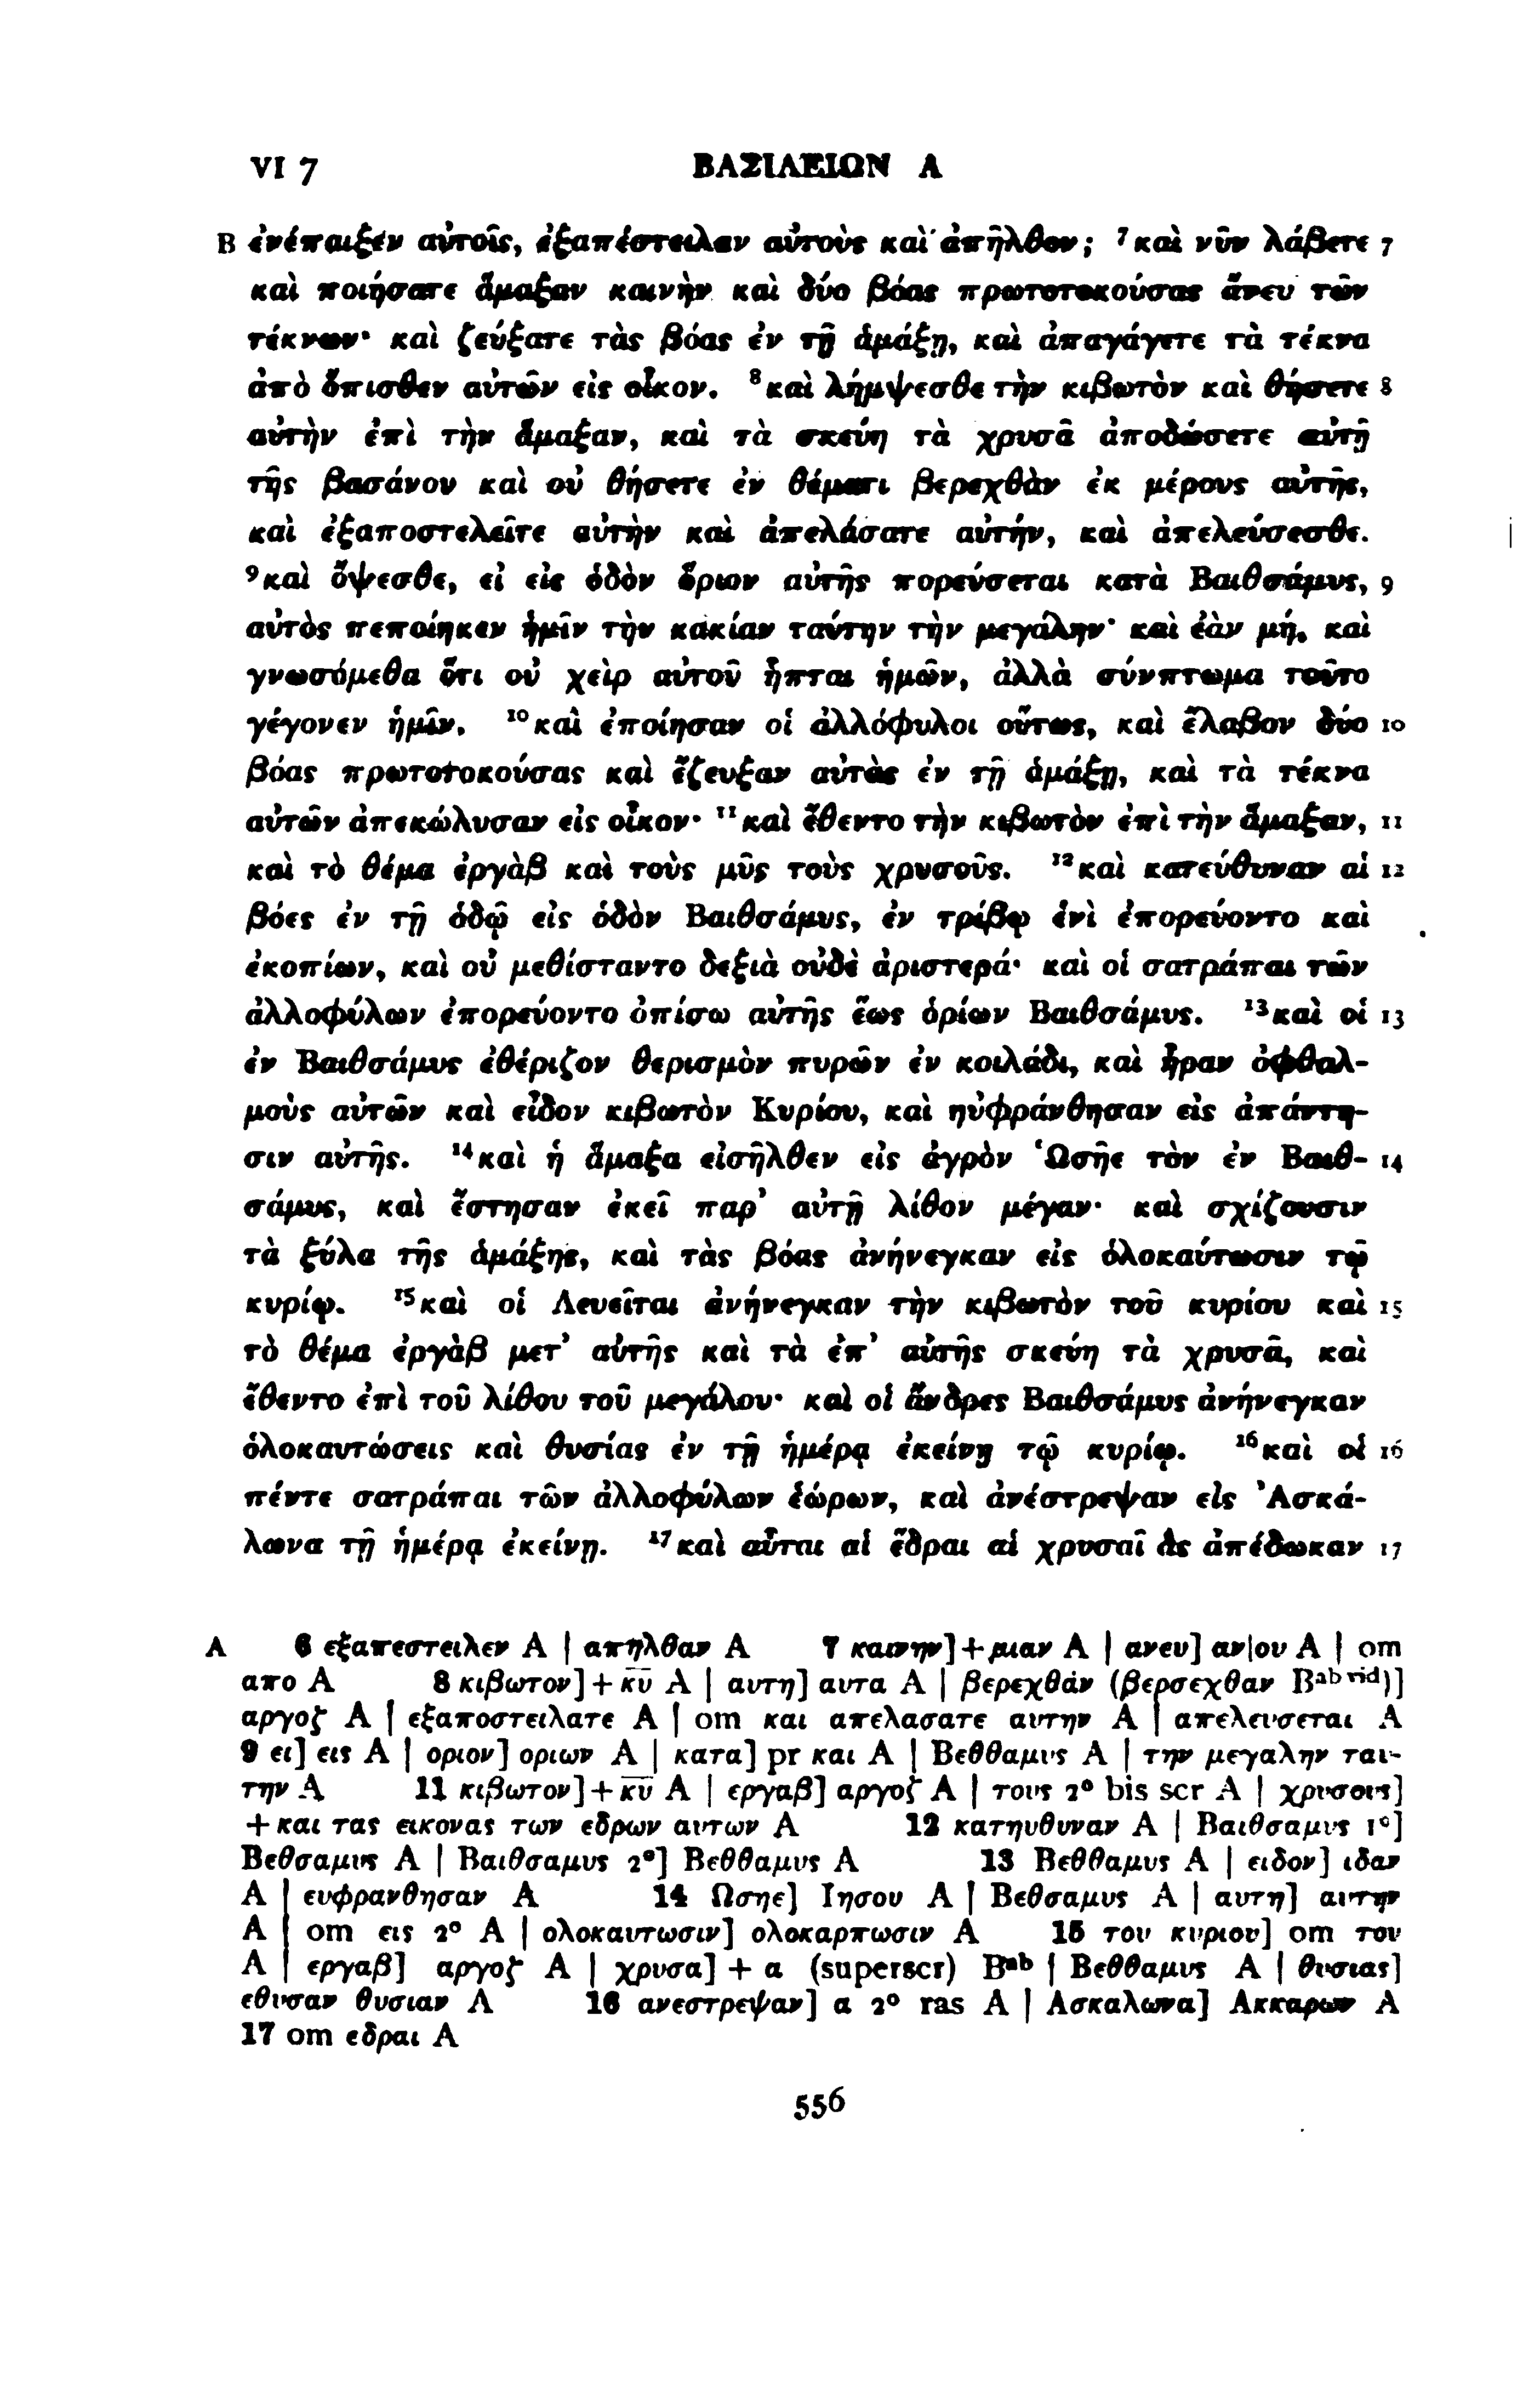 VI 7 ΒΑΣΙΛΕΙΩΝ Α
B ἐνέπαιξεν αὐτοῖς, ἐξαπέστειλαν αὐτοὺς καὶ ἀπῆλθον; ⁷καὶ νῦν λάβετε 7
καὶ ποιήσατε ἅμαξαν καινὴν καὶ δύο βόας πρωτοτοκούσας ἄνευ τῶν
τέκνων· καὶ ζεύξατε τὰς βόας ἐν τῇ ἁμάξῃ, καὶ ἀπαγάγετε τὰ τέκνα
ἀπὸ ὄπισθεν αὐτῶν εἰς οἶκον. ⁸καὶ λήμψεσθε τὴν κιβωτὸν καὶ θήσετε 8
αὐτὴν ἐπὶ τὴν ἅμαξαν, καὶ τὰ σκεύη τὰ χρυσᾶ ἀποδώσετε αὐτῇ
τῆς βασάνου καὶ οὐ θήσετε ἐν θέματι βερεχθὰν ἐκ μέρους αὐτῆς,
καὶ ἐξαποστελεῖτε αὐτὴν καὶ ἀπελάσατε αὐτήν, καὶ ἀπελεύσεσθε.
⁹καὶ ὄψεσθε, εἰ εἰς ὁδὸν ὅριον αὐτῆς πορεύσεται κατὰ Βαιθσάμυς, 9
αὐτὸς πεποίηκεν ἡμῖν τὴν κακίαν ταύτην τὴν μεγάλην· καὶ ἐὰν μή, καὶ
γνωσόμεθα ὅτι οὐ χεὶρ αὐτοῦ ἧπται ἡμῶν, ἀλλὰ σύνπτωμα τοῦτο
γέγονεν ἡμῖν. ¹⁰καὶ ἐποίησαν οἱ ἀλλόφυλοι οὕτως, καὶ ἔλαβον δύο 10
βόας πρωτοτοκούσας καὶ ἔζευξαν αὐτὰς ἐν τῇ ἁμάξῃ, καὶ τὰ τέκνα
αὐτῶν ἀπεκώλυσαν εἰς οἶκον· ¹¹καὶ ἔθεντο τὴν κιβωτὸν ἐπὶ τὴν ἅμαξαν, 11
καὶ τὸ θέμα ἐργὰβ καὶ τοὺς μῦς τοὺς χρυσοῦς. ¹²καὶ κατεύθυναν αἱ 12
βόες ἐν τῇ ὁδῷ εἰς ὁδὸν Βαιθσάμυς, ἐν τρίβῳ ἑνὶ ἐπορεύοντο καὶ
ἐκοπίων, καὶ οὐ μεθίσταντο δεξιὰ οὐδὲ ἀριστερά· καὶ οἱ σατράπαι τῶν
ἀλλοφύλων ἐπορεύοντο ὀπίσω αὐτῆς ἕως ὁρίων Βαιθσάμυς. ¹³καὶ οἱ 13
ἐν Βαιθσάμυς ἐθέριζον θερισμὸν πυρῶν ἐν κοιλάδι, καὶ ἦραν ὀφθαλ-
μοὺς αὐτῶν καὶ εἶδον κιβωτὸν Κυρίου, καὶ ηὐφράνθησαν εἰς ἀπάντη-
σιν αὐτῆς. ¹⁴καὶ ἡ ἅμαξα εἰσῆλθεν εἰς ἀγρὸν Ὡσῆε τὸν ἐν Βαιθ- 14
σάμυς, καὶ ἔστησαν ἐκεῖ παρ’ αὐτῇ λίθον μέγαν· καὶ σχίζουσιν
τὰ ξύλα τῆς ἁμάξης, καὶ τὰς βόας ἀνήνεγκαν εἰς ὁλοκαύτωσιν τῷ
κυρίῳ. ¹⁵καὶ οἱ Λευεῖται ἀνήνεγκαν τὴν κιβωτὸν τοῦ κυρίου καὶ 15
τὸ θέμα ἐργὰβ μετ’ αὐτῆς καὶ τὰ ἐπ’ αὐτῆς σκεύη τὰ χρυσᾶ, καὶ
ἔθεντο ἐπὶ τοῦ λίθου τοῦ μεγάλου· καὶ οἱ ἄνδρες Βαιθσάμυς ἀνήνεγκαν
ὁλοκαυτώσεις καὶ θυσίας ἐν τῇ ἡμέρᾳ ἐκείνῃ τῷ κυρίῳ. ¹⁶καὶ οἱ 16
πέντε σατράπαι τῶν ἀλλοφύλων ἑώρων, καὶ ἀνέστρεψαν εἰς Ἀσκά-
λωνα τῇ ἡμέρᾳ ἐκείνῃ. ¹⁷καὶ αὗται αἱ ἕδραι αἱ χρυσαῖ ἃς ἀπέδωκαν 17
A 6 εξαπεστειλεν A | απηλθαν A 7 καινην]+μιαν A | ανευ] αν|ου A | om
απο A 8 κιβωτον]+κ̅υ̅ A | αυτη] αυτα A | βερεχθάν (βερσεχθαν Bᵃᵇ ᵛⁱᵈ)]
αργοζ A | εξαποστειλατε A | om και απελασατε αυτην A | απελευσεται A
9 ει] εις A | οριον] οριων A | κατα] pr και A | Βεθθαμυς A | την μεγαλην ταυ-
την A 11 κιβωτον]+κ̅υ̅ A | εργαβ] αργοζ A | τους 2° bis scr A | χρυσους]
+και τας εικονας των εδρων αυτων A 12 κατηυθυναν A | Βαιθσαμυς 1°]
Βεθσαμυς A | Βαιθσαμυς 2°] Βεθθαμυς A 13 Βεθθαμυς A | ειδον] ιδαν
A | ευφρανθησαν A 14 Ωσηε] Ιησου A | Βεθσαμυς A | αυτη] αυτην
A | om εις 2° A | ολοκαυτωσιν] ολοκαρπωσιν A 15 του κυριου] om του
A | εργαβ] αργοζ A | χρυσα] + α (superscr) Bᵃᵇ | Βεθθαμυς A | θυσιας]
εθυσαν θυσιαν A 16 ανεστρεψαν] α 2° ras A | Ασκαλωνα] Ακκαρων A
17 om εδραι A
556